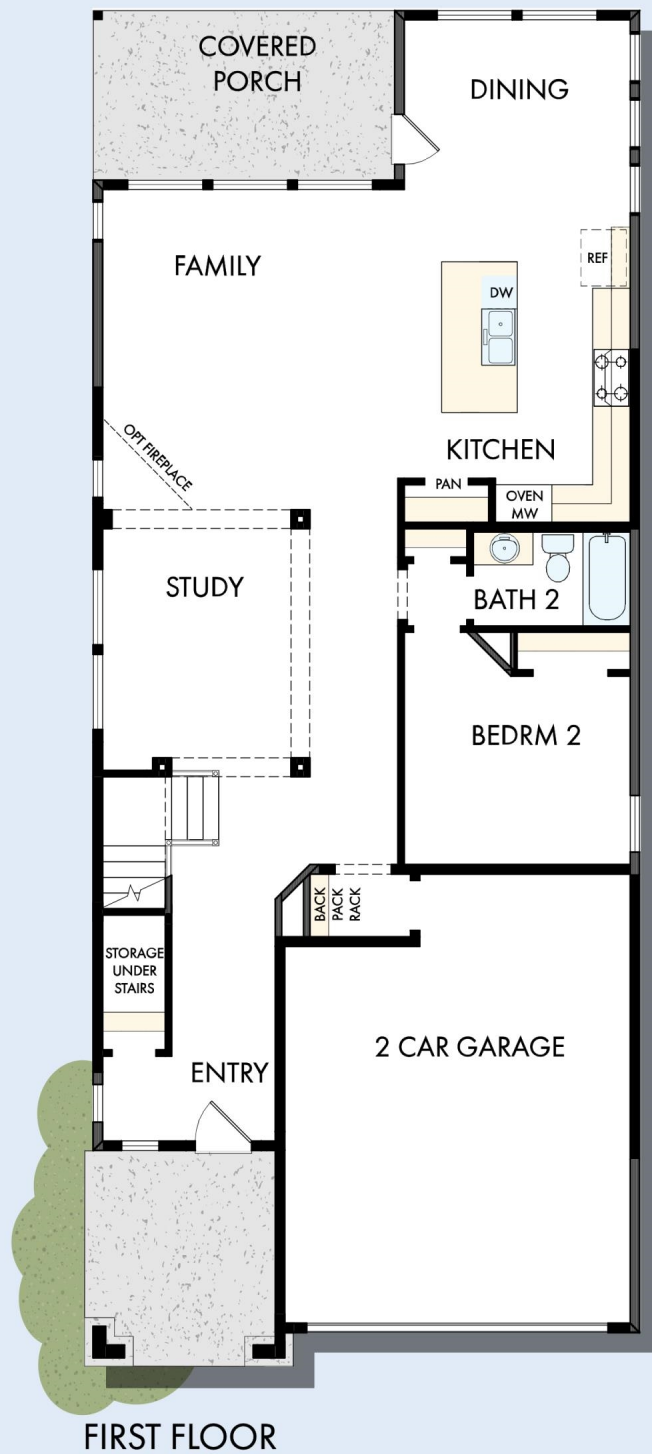 COVERED
PORCH
DINING
FAMILY
REF
DW
OPT FIREPLACE
KITCHEN
PAN
OVEN
MW
STUDY
BATH 2
BEDRM 2
BACK
PACK
RACK
STORAGE
UNDER
STAIRS
2 CAR GARAGE
ENTRY
FIRST FLOOR